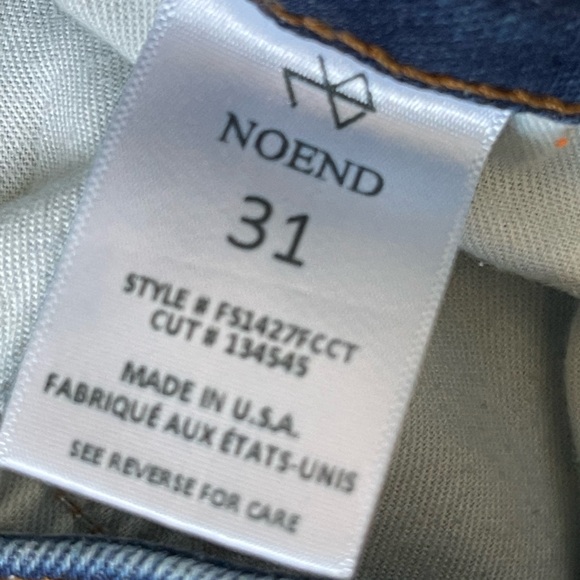 NOEND
31
STYLE # FS1427FCCT
CUT # 134545
MADE IN U.S.A.
FABRIQUÉ AUX ÉTATS-UNIS
SEE REVERSE FOR CARE